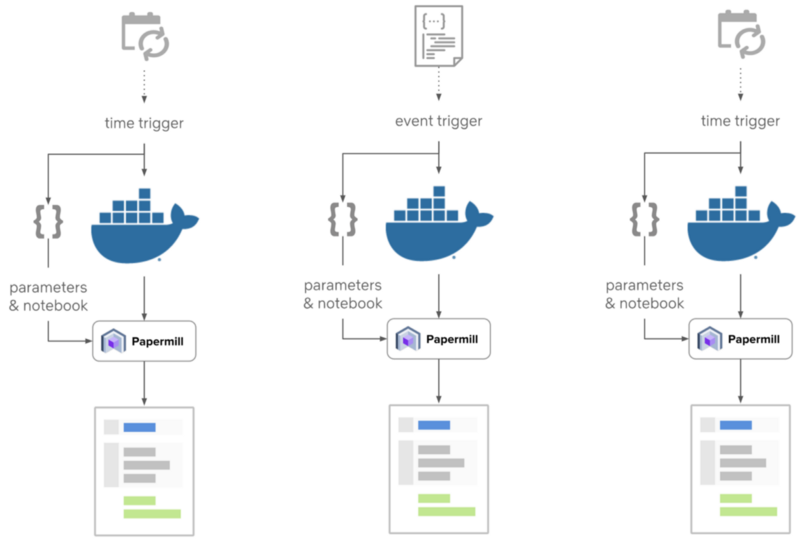 time trigger
event trigger
time trigger
{ }
{ }
{ }
parameters
& notebook
parameters
& notebook
parameters
& notebook
Papermill
Papermill
Papermill